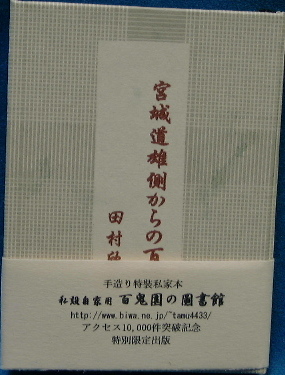 宮城道雄側からの百
田村
手造り特装私家本
私設自家用 百鬼園の圖書館
http://www.biwa.ne.jp/~tamu4433/
アクセス10,000件突破記念
特別限定出版